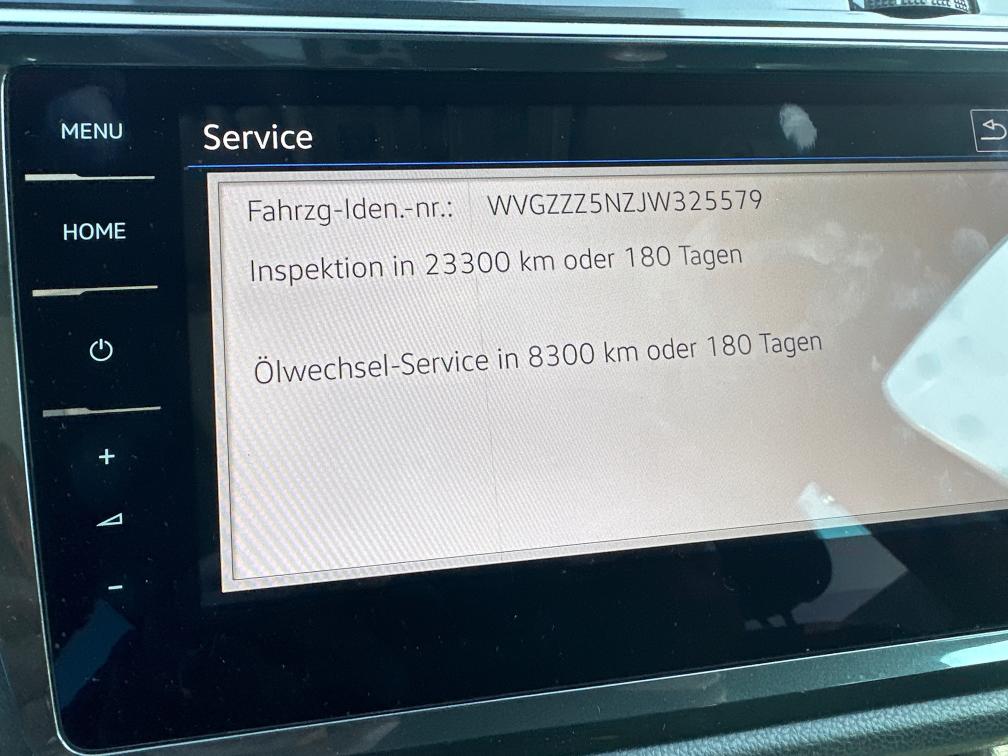 MENU
Service
HOME
Fahrzg-Iden.-nr.: WVGZZZ5NZJW325579
Inspektion in 23300 km oder 180 Tagen
Ölwechsel-Service in 8300 km oder 180 Tagen
+
-